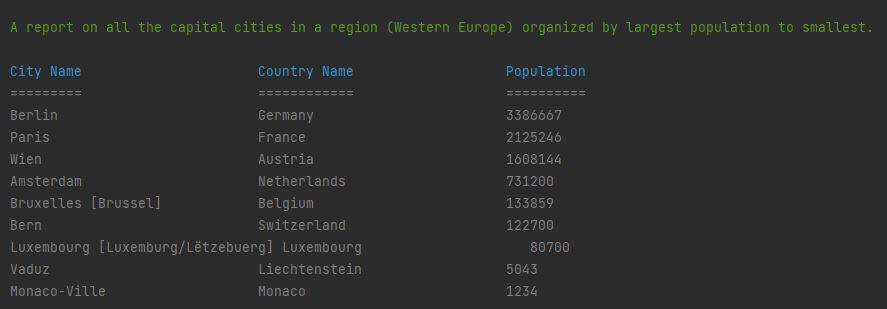 A report on all the capital cities in a region (Western Europe) organized by largest population to smallest.
City Name                      Country Name                   Population
=========                      ============                   ==========
Berlin                         Germany                        3386667
Paris                          France                         2125246
Wien                           Austria                        1608144
Amsterdam                      Netherlands                    731200
Bruxelles [Brussel]            Belgium                        133859
Bern                           Switzerland                    122700
Luxembourg [Luxemburg/Lëtzebuerg] Luxembourg                     80700
Vaduz                          Liechtenstein                  5043
Monaco-Ville                   Monaco                         1234